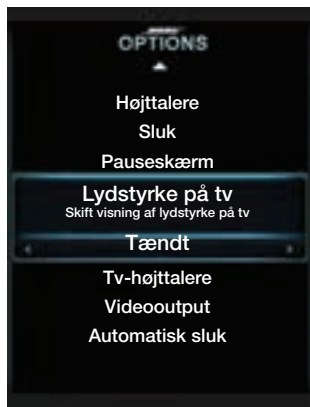 OPTIONS
Højttalere
Sluk
Pauseskærm
Lydstyrke på tv
Skift visning af lydstyrke på tv
Tændt
Tv-højttalere
Videooutput
Automatisk sluk